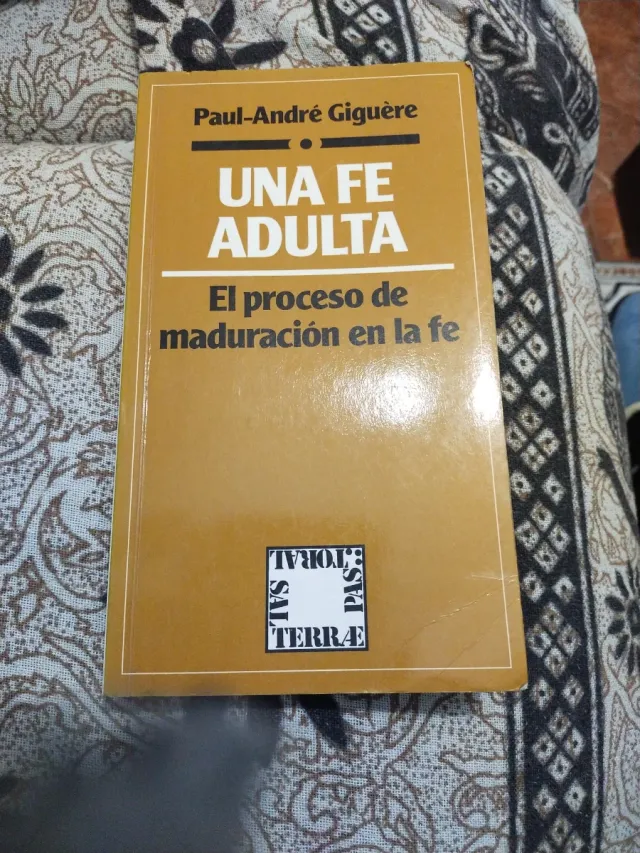 Paul-André Giguère
UNA FE
ADULTA
El proceso de
maduración en la fe
PAS:
TORAL
SAL
TERRÆ